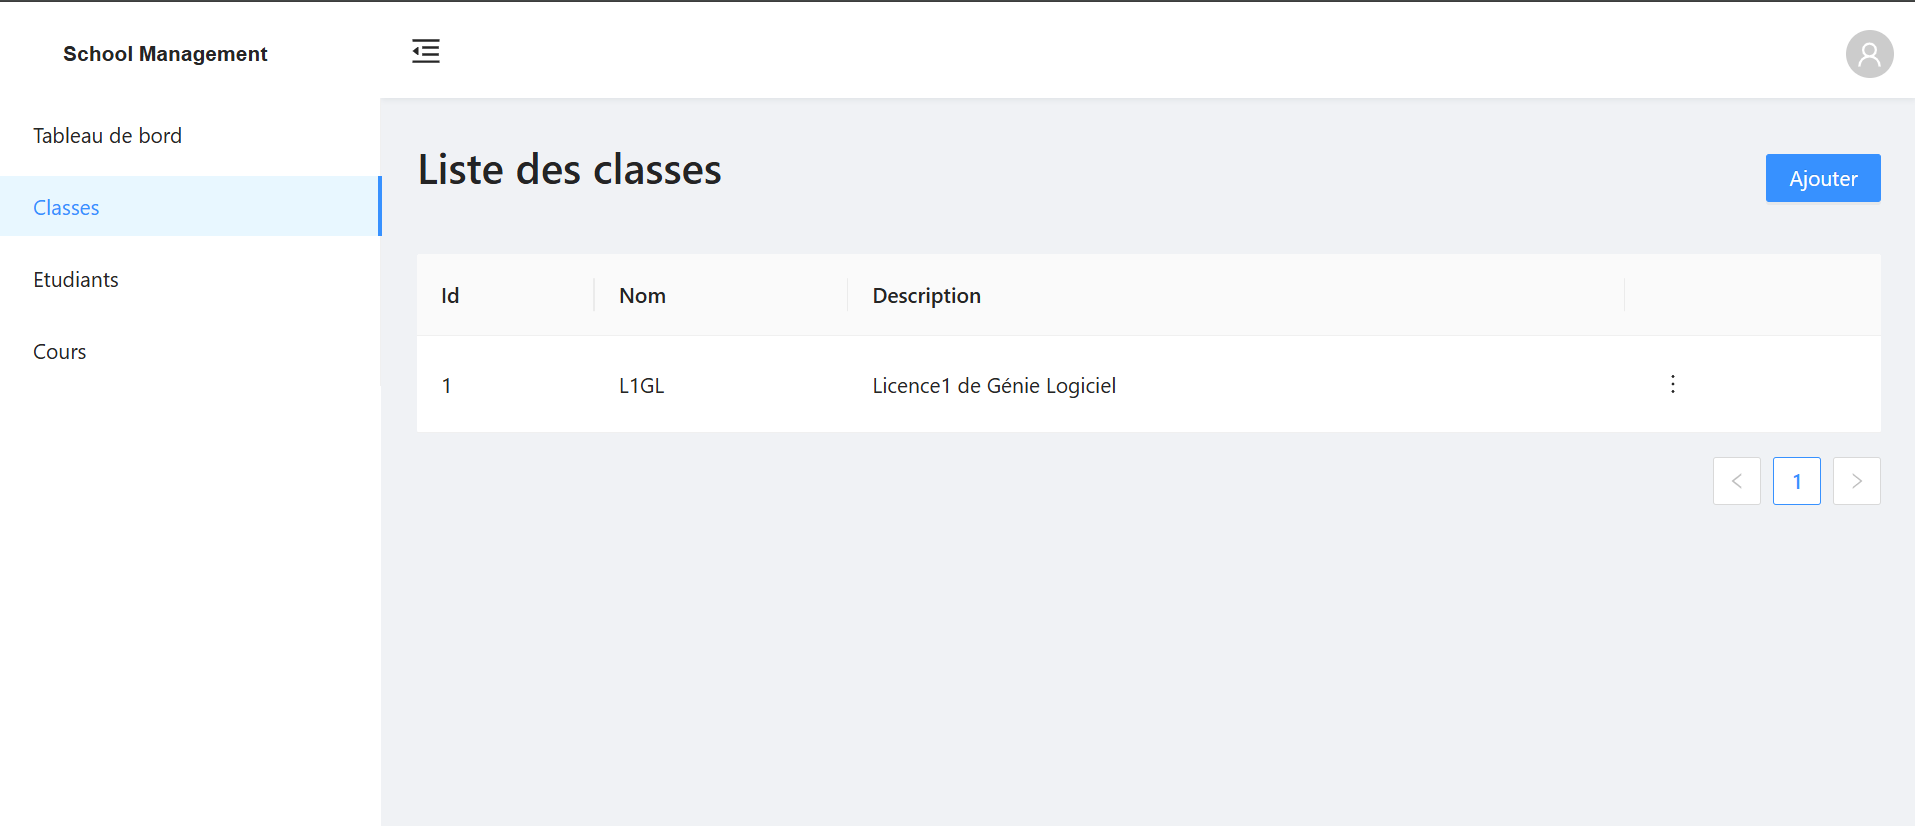 School Management
Tableau de bord
Classes
Etudiants
Cours
Liste des classes
Ajouter
Id Nom Description
1 L1GL Licence1 de Génie Logiciel
1